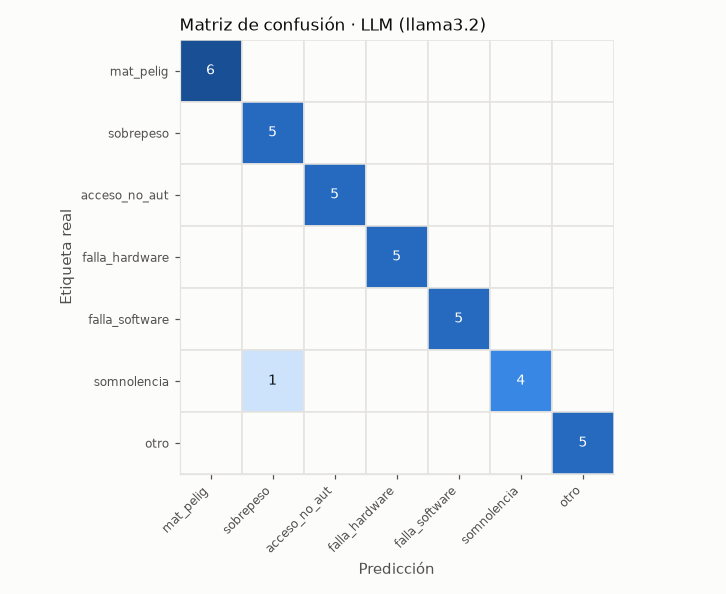 Matriz de confusión · LLM (llama3.2)
Etiqueta real
mat_pelig 6
sobrepeso 5
acceso_no_aut 5
falla_hardware 5
falla_software 5
somnolencia 1 4
otro 5
mat_pelig sobrepeso acceso_no_aut falla_hardware falla_software somnolencia otro
Predicción